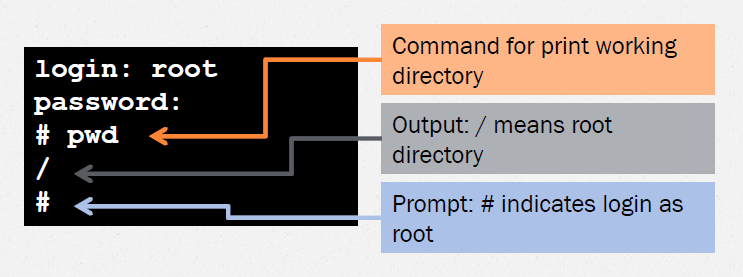 login: root
password:
# pwd
/
#
Command for print working
directory
Output: / means root
directory
Prompt: # indicates login as
root